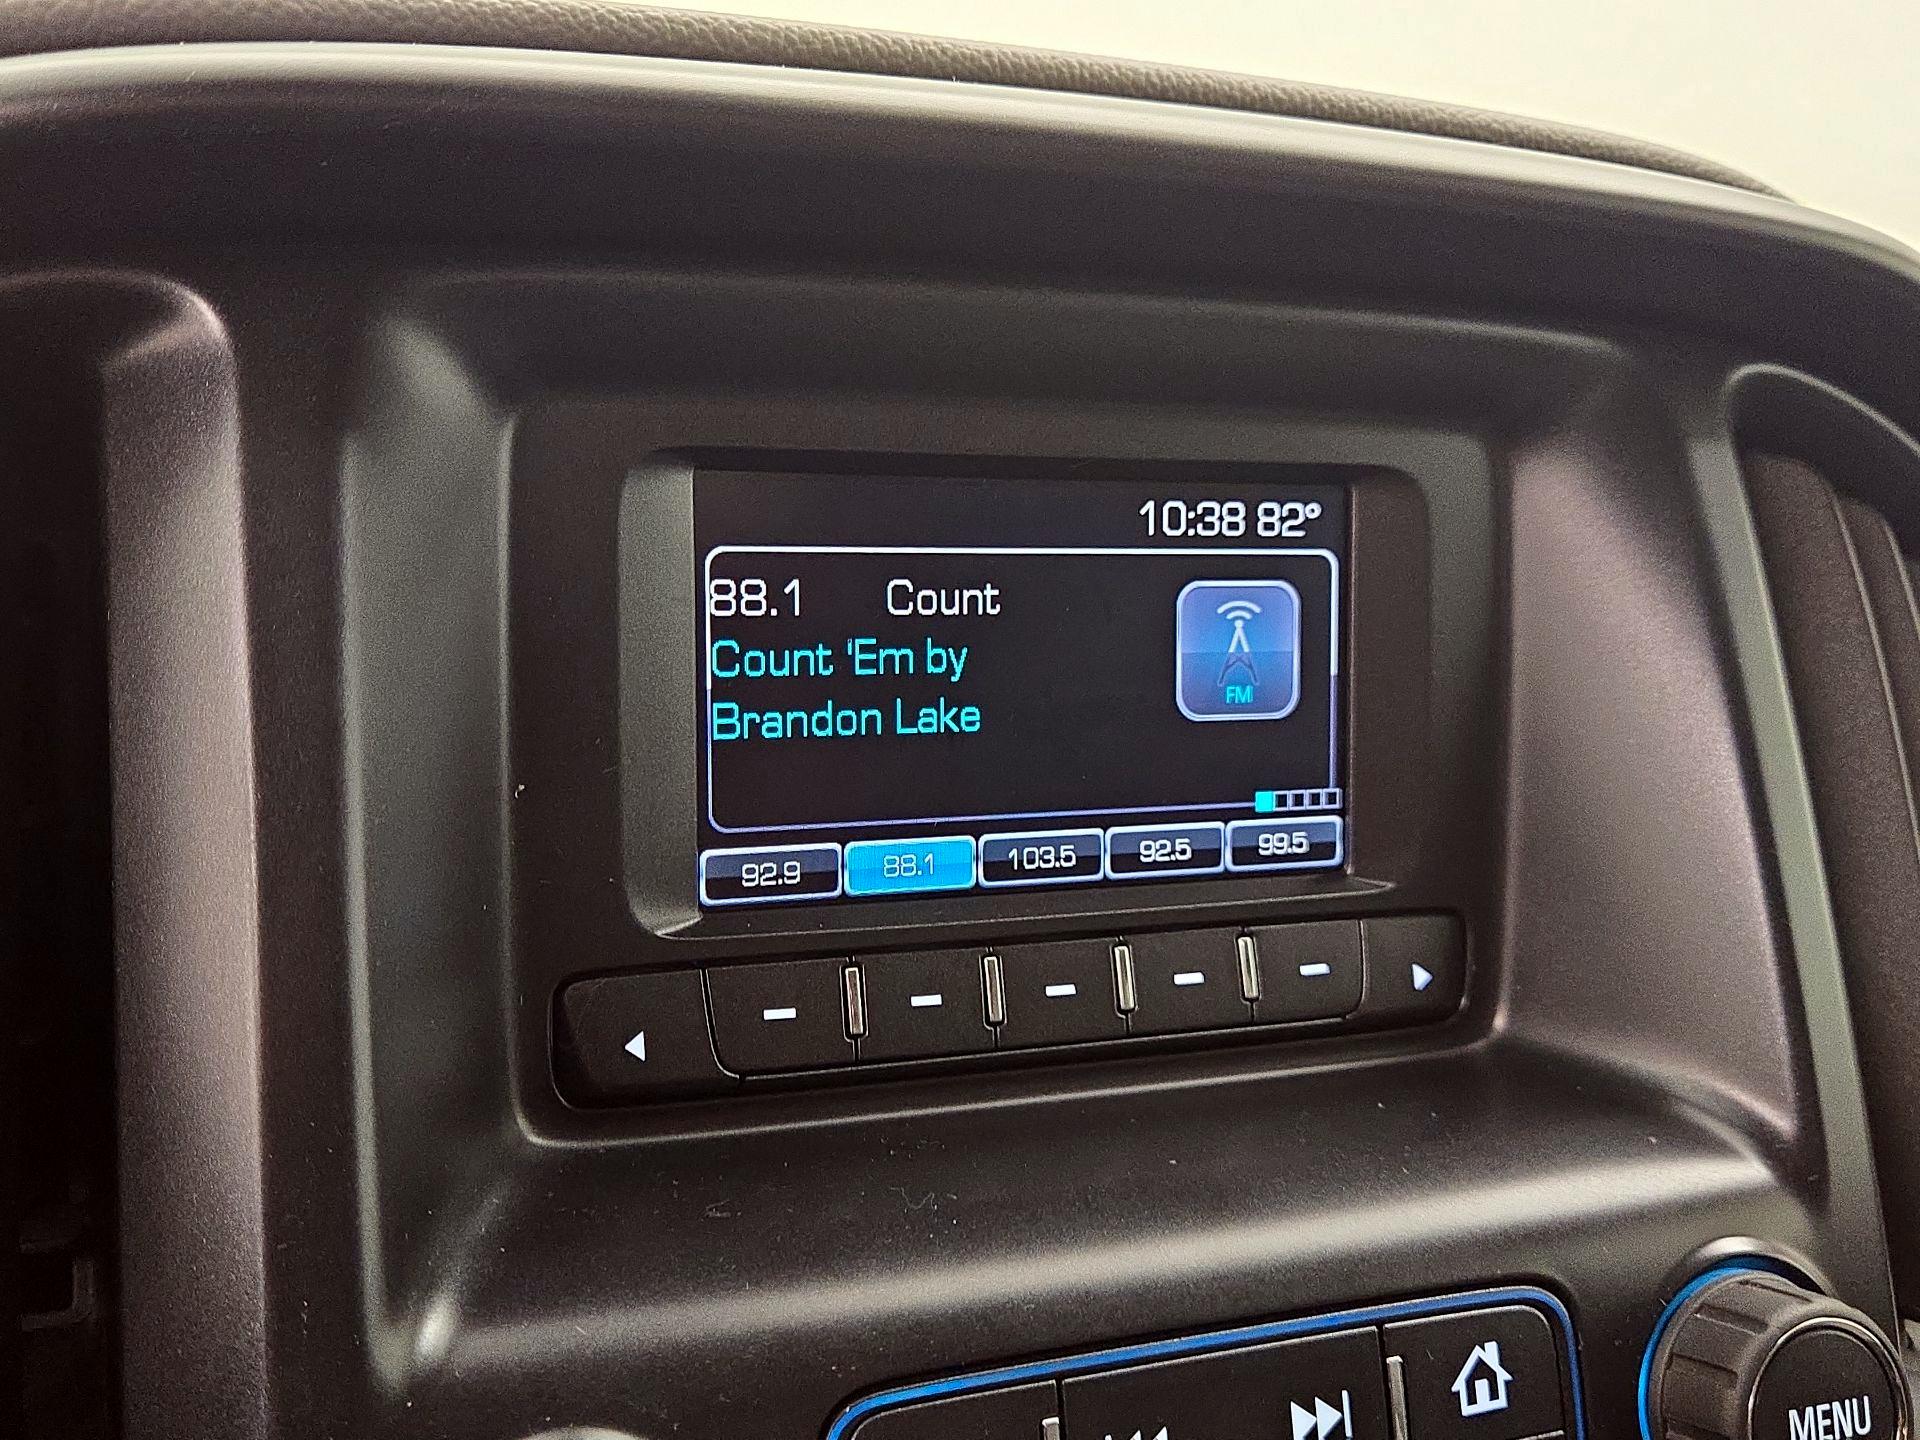 10:38 82°
88.1 Count
Count 'Em by
Brandon Lake
FM
92.9 88.1 103.5 92.5 99.5
MENU